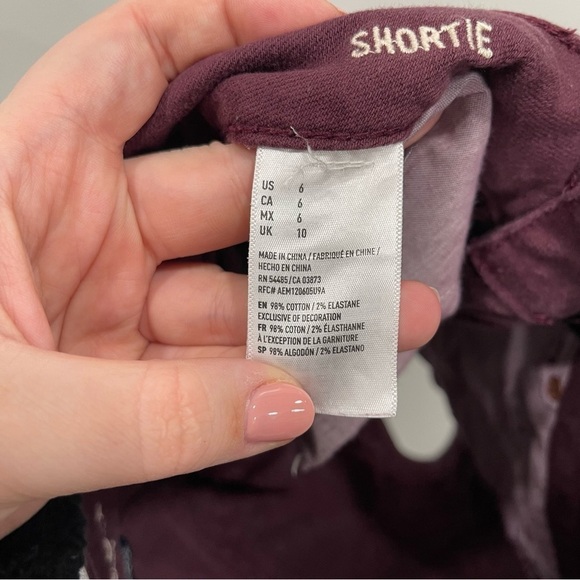 SHORTIE
US 6
CA 6
MX 6
UK 10
MADE IN CHINA / FABRIQUÉ EN CHINE /
HECHO EN CHINA
RN 54485 / CA 03873
RFC# AEM120605U9A
EN 98% COTTON / 2% ELASTANE
EXCLUSIVE OF DECORATION
FR 98% COTON / 2% ÉLASTHANNE
À L'EXCEPTION DE LA GARNITURE
SP 98% ALGODÓN / 2% ELASTANO